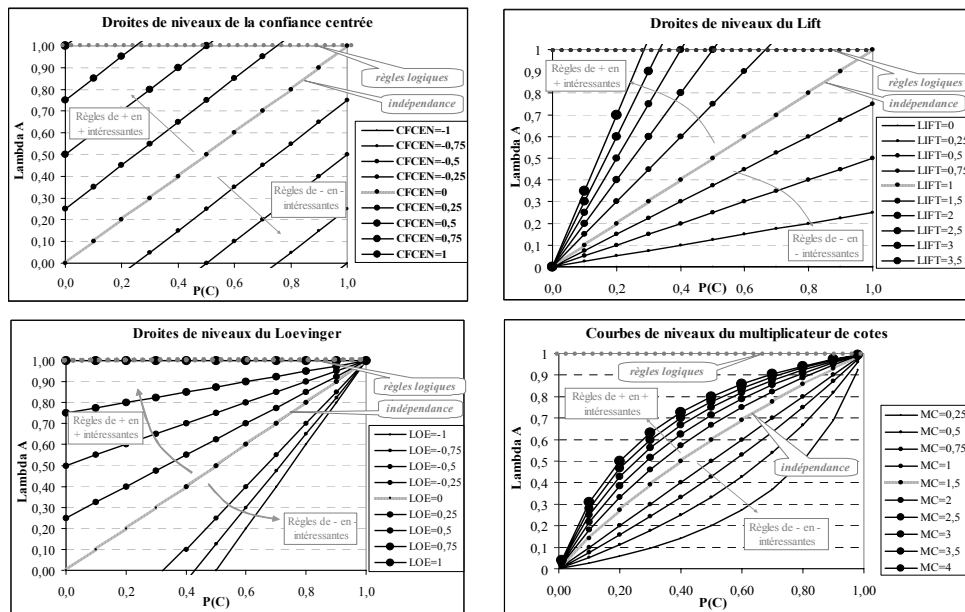 Droites de niveaux de la confiance centrée
Lambda A
1,00
0,90
0,80
0,70
0,60
0,50
0,40
0,30
0,20
0,10
0,00
0,0
0,2
0,4
0,6
0,8
1,0
P(C)
Règles de + en
+ intéressantes
Règles de - en -
intéressantes
règles logiques
indépendance
CFCEN=-1
CFCEN=-0,75
CFCEN=-0,5
CFCEN=-0,25
CFCEN=0
CFCEN=0,25
CFCEN=0,5
CFCEN=0,75
CFCEN=1
Droites de niveaux du Lift
Lambda A
1
0,9
0,8
0,7
0,6
0,5
0,4
0,3
0,2
0,1
0
0,0
0,2
0,4
0,6
0,8
1,0
P(C)
Règles de + en
+ intéressantes
Règles de - en
- intéressantes
règles logiques
indépendance
LIFT=0
LIFT=0,25
LIFT=0,5
LIFT=0,75
LIFT=1
LIFT=1,5
LIFT=2
LIFT=2,5
LIFT=3
LIFT=3,5
Droites de niveaux du Loevinger
Lambda A
1,00
0,90
0,80
0,70
0,60
0,50
0,40
0,30
0,20
0,10
0,00
0,0
0,2
0,4
0,6
0,8
1,0
P(C)
Règles de + en +
intéressantes
Règles de - en -
intéressantes
règles logiques
indépendance
LOE=-1
LOE=-0,75
LOE=-0,5
LOE=-0,25
LOE=0
LOE=0,25
LOE=0,5
LOE=0,75
LOE=1
Courbes de niveaux du multiplicateur de cotes
Lambda A
1
0,9
0,8
0,7
0,6
0,5
0,4
0,3
0,2
0,1
0
0,00
0,20
0,40
0,60
0,80
1,00
P(C)
règles logiques
Règles de + en +
intéressantes
indépendance
Règles de - en -
intéressantes
MC=0,25
MC=0,5
MC=0,75
MC=1
MC=1,5
MC=2
MC=2,5
MC=3
MC=3,5
MC=4